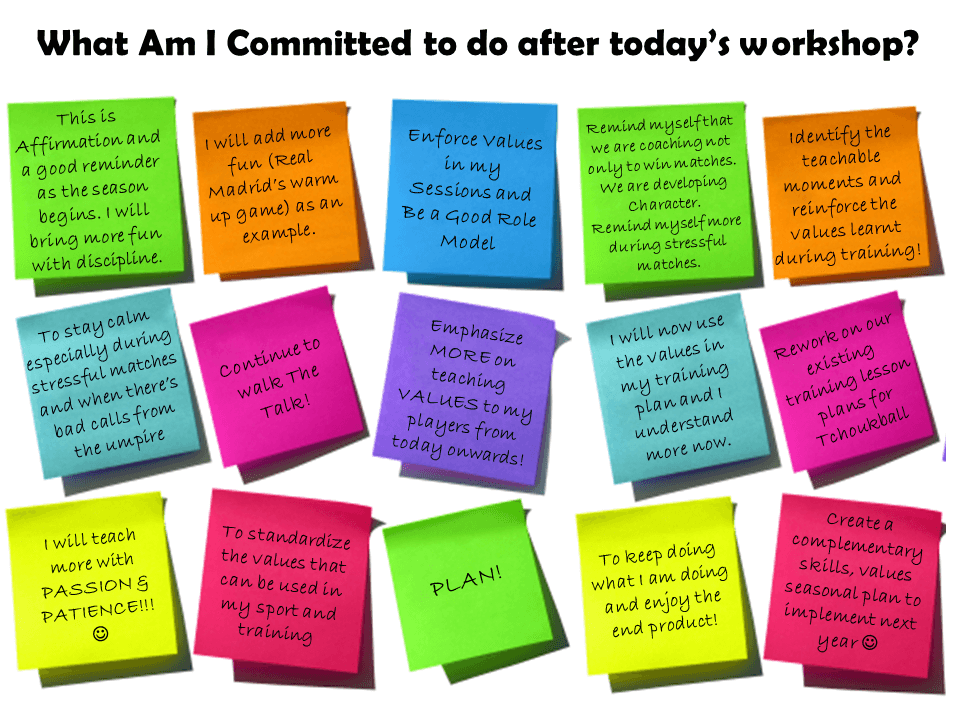 What Am I Committed to do after today's workshop?
This is
Affirmation and
a good reminder
as the season
begins. I will
bring more fun
with discipline.
I will add more
fun (Real
Madrid's warm
up game) as an
example.
Enforce Values
in my
Sessions and
Be a Good Role
Model
Remind myself that
we are coaching not
only to win matches.
We are developing
Character.
Remind myself more
during stressful
matches.
Identify the
teachable
moments and
reinforce the
values learnt
during training!
To stay calm
especially during
stressful matches
and when there's
bad calls from
the umpire
Continue to
walk The
Talk!
Emphasize
MORE on
teaching
VALUES to my
players from
today onwards!
I will now use
the values in
my training
plan and I
understand
more now.
Rework on our
existing
training lesson
plans for
Tchoukball
I will teach
more with
PASSION &
PATIENCE!!!
☺
To standardize
the values that
can be used in
my sport and
training
PLAN!
To keep doing
what I am doing
and enjoy the
end product!
Create a
complementary
skills, values
seasonal plan to
implement next
year ☺